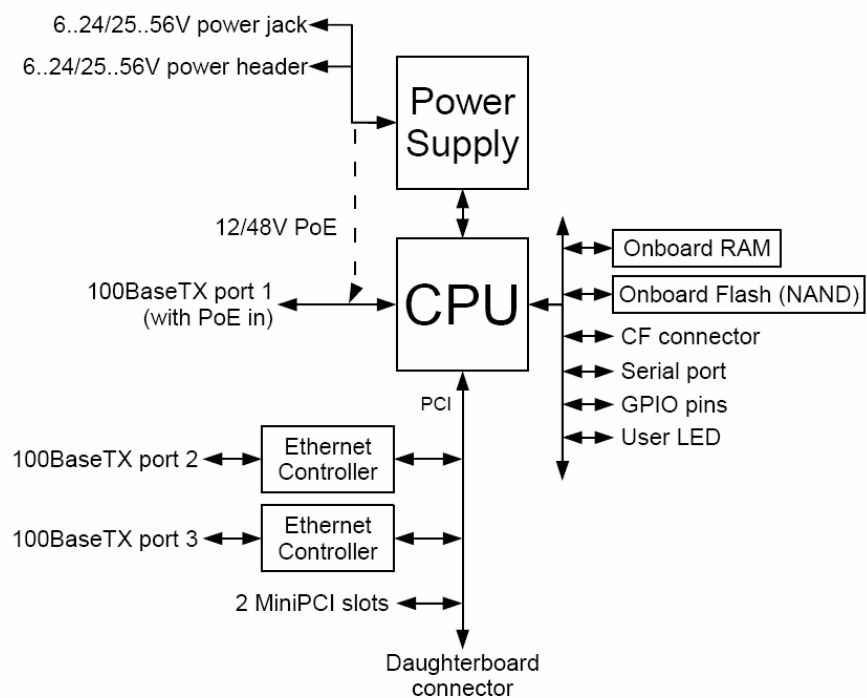 6..24/25..56V power jack
6..24/25..56V power header
Power
Supply
12/48V PoE
100BaseTX port 1
(with PoE in)
CPU
Onboard RAM
Onboard Flash (NAND)
CF connector
Serial port
GPIO pins
User LED
PCI
100BaseTX port 2
Ethernet
Controller
100BaseTX port 3
Ethernet
Controller
2 MiniPCI slots
Daughterboard
connector